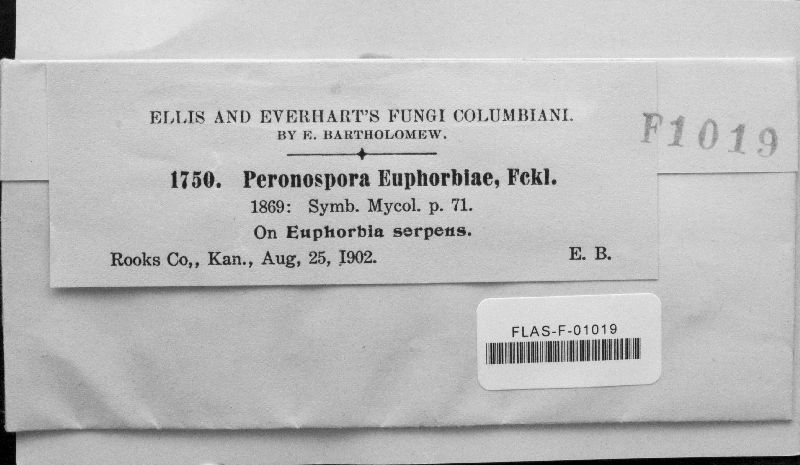 ELLIS AND EVERHART'S FUNGI COLUMBIANI.
BY E. BARTHOLOMEW.
F1019
1750. Peronospora Euphorbiae, Fckl.
1869: Symb. Mycol. p. 71.
On Euphorbia serpens.
Rooks Co,, Kan., Aug, 25, 1902. E. B.
FLAS-F-01019